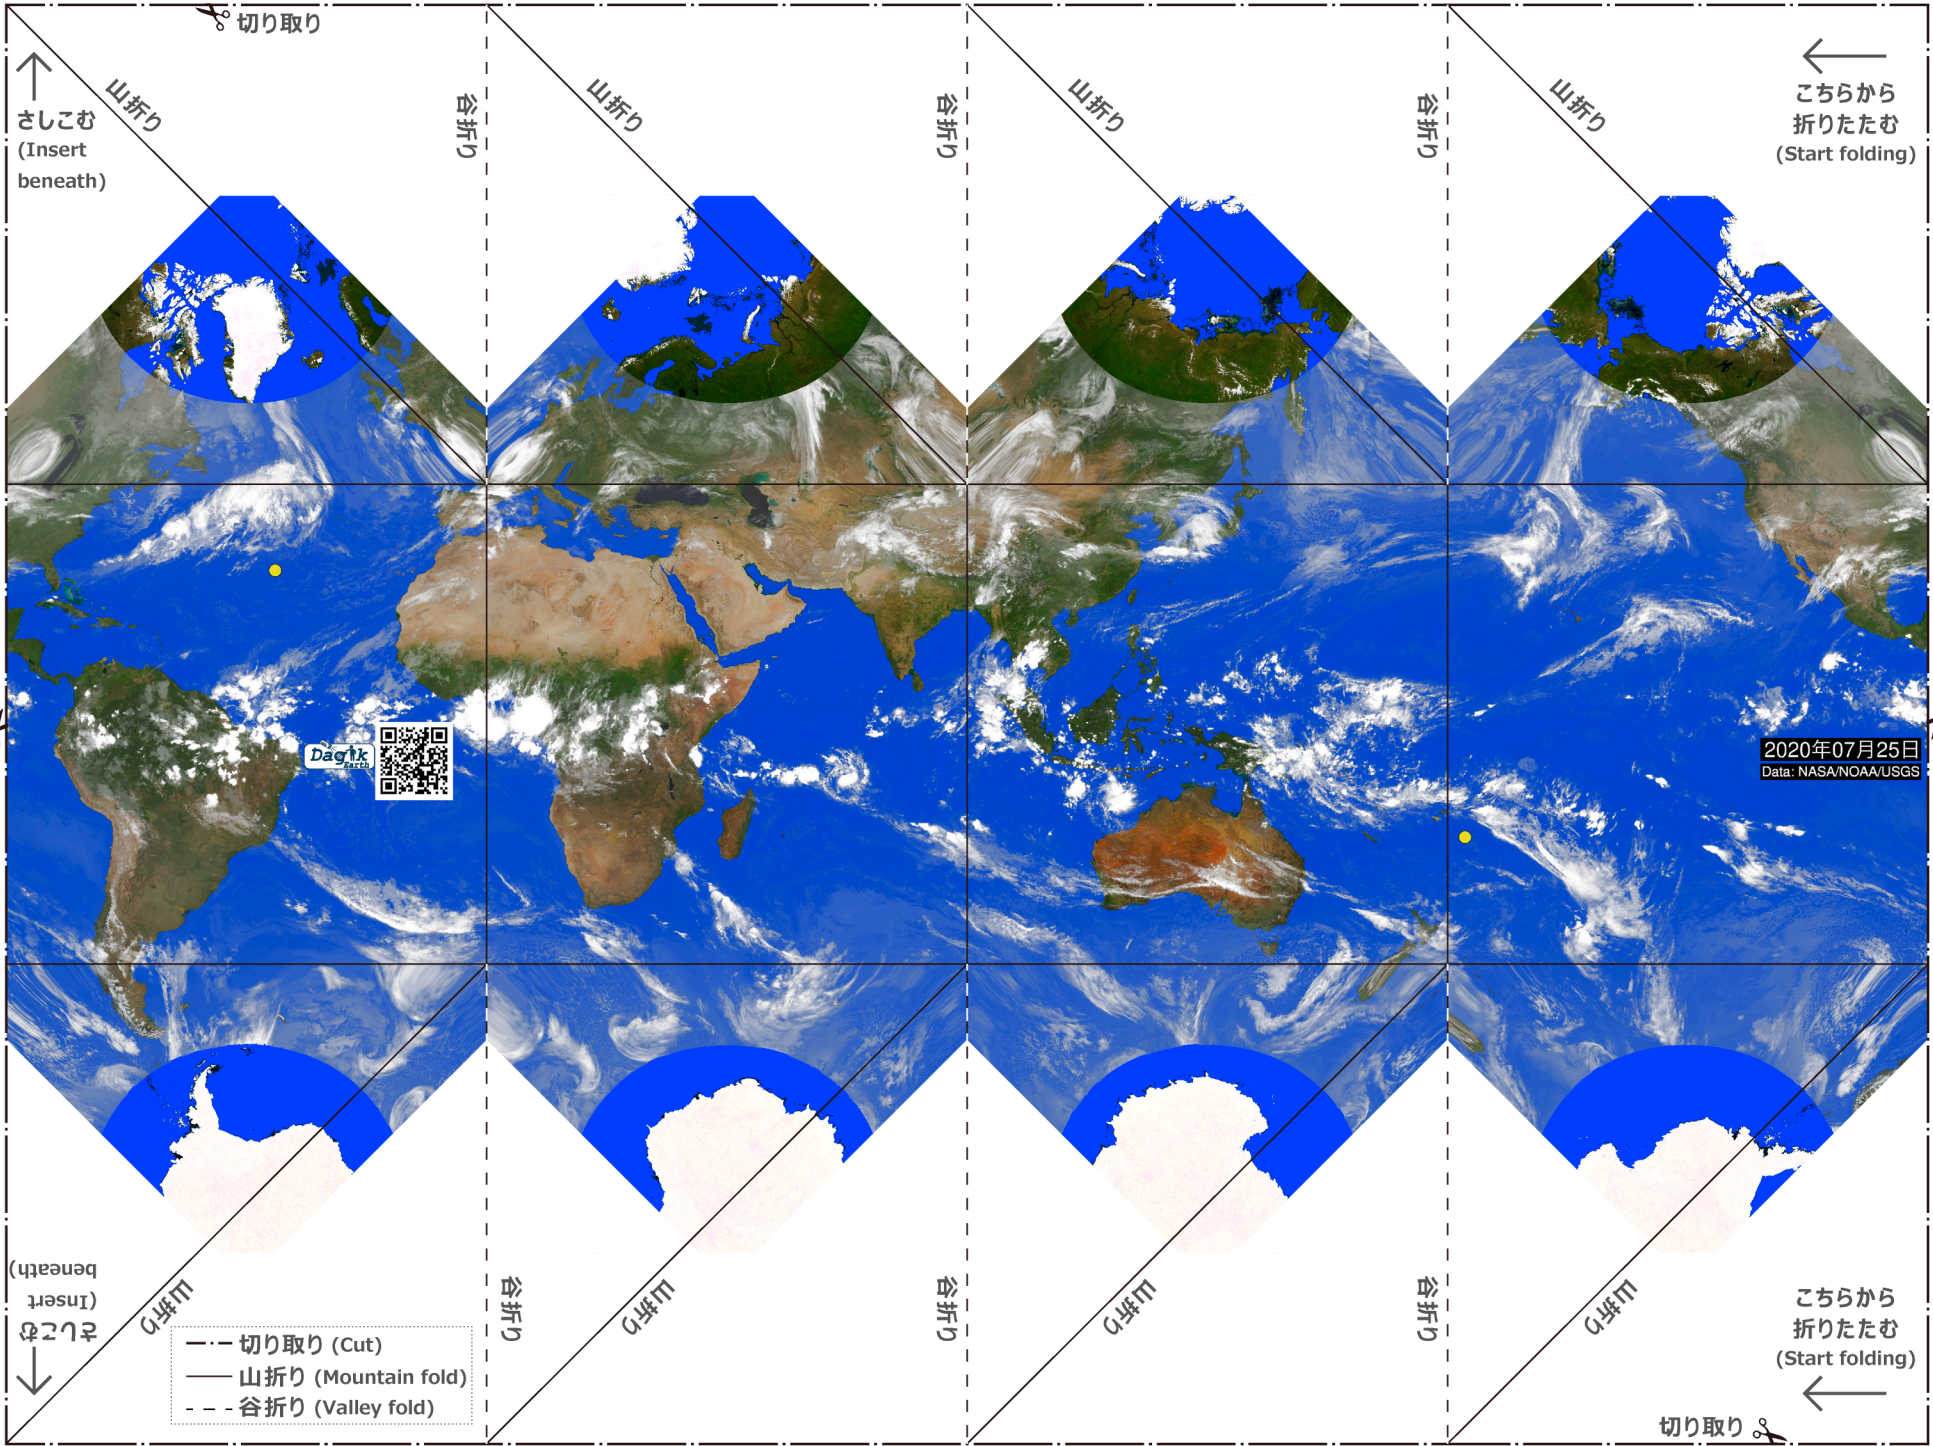 切り取り
山折り
谷折り
山折り
谷折り
山折り
谷折り
山折り
さしこむ
(Insert
beneath)
こちらから
折りたたむ
(Start folding)
Dagik
Earth
2020年07月25日
Data: NASA/NOAA/USGS
さしこむ
(Insert
beneath)
山折り
谷折り
山折り
谷折り
山折り
谷折り
山折り
切り取り (Cut)
山折り (Mountain fold)
谷折り (Valley fold)
こちらから
折りたたむ
(Start folding)
切り取り